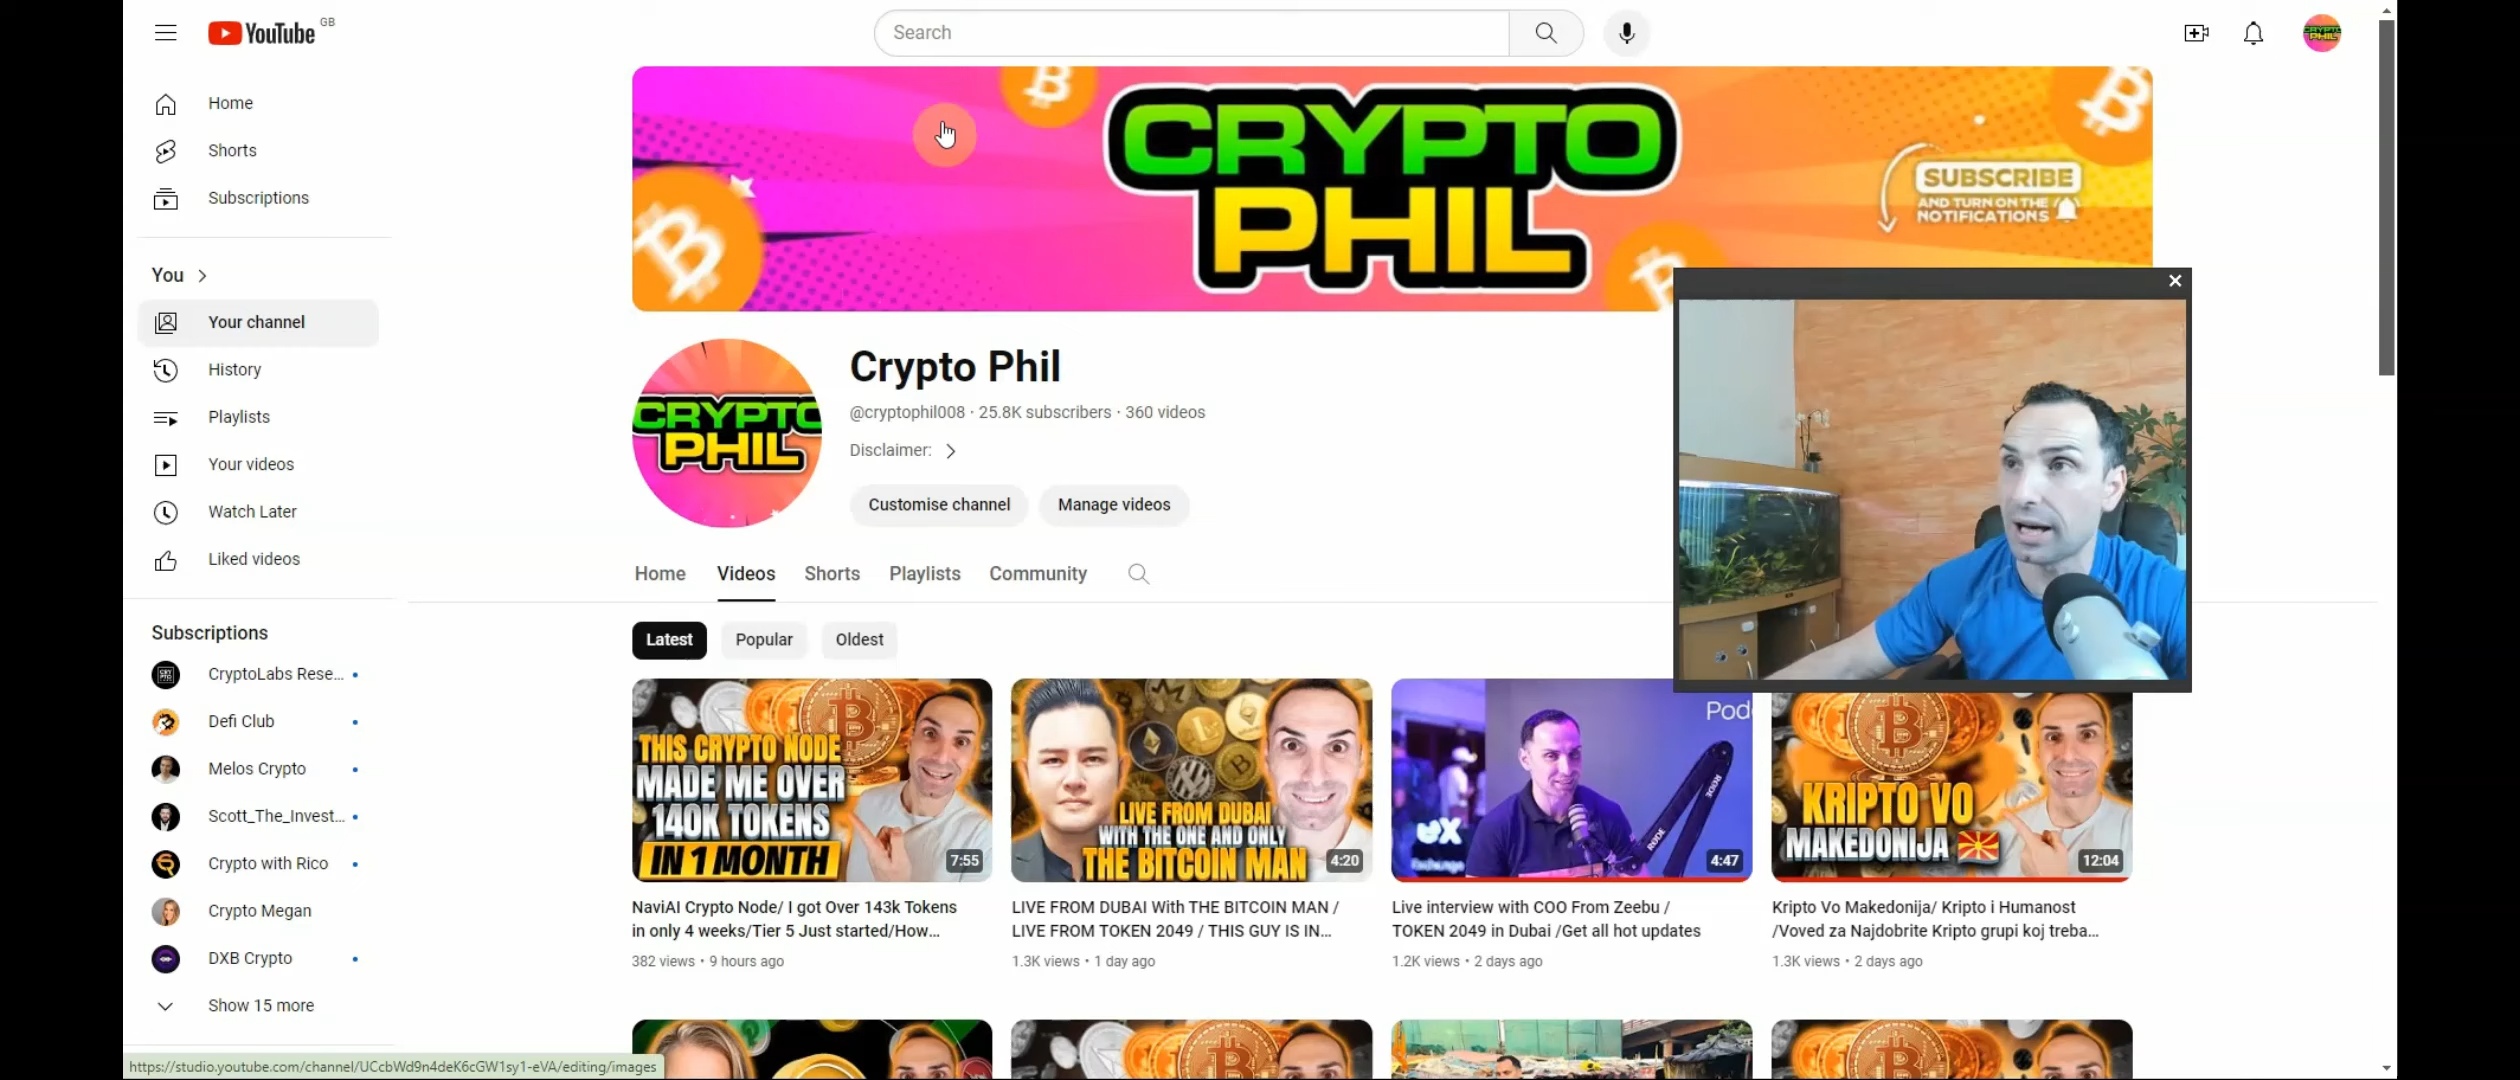 YouTube GB
Search
CRYPTO PHIL
Home
Shorts
Subscriptions
You
Your channel
History
Playlists
Your videos
Watch Later
Liked videos
Subscriptions
CryptoLabs Rese...
Defi Club
Melos Crypto
Scott_The_Invest...
Crypto with Rico
Crypto Megan
DXB Crypto
Show 15 more
CRYPTO
PHIL
SUBSCRIBE
AND TURN ON THE
NOTIFICATIONS
CRYPTO
PHIL
Crypto Phil
@cryptophil008 · 25.8K subscribers · 360 videos
Disclaimer:
Customise channel Manage videos
Home Videos Shorts Playlists Community
Latest Popular Oldest
THIS CRYPTO NODE
MADE ME OVER
140K TOKENS
IN 1 MONTH
7:55
NaviAI Crypto Node/ I got Over 143k Tokens
in only 4 weeks/Tier 5 Just started/How...
382 views • 9 hours ago
LIVE FROM DUBAI
WITH THE ONE AND ONLY
THE BITCOIN MAN
4:20
LIVE FROM DUBAI With THE BITCOIN MAN /
LIVE FROM TOKEN 2049 / THIS GUY IS IN...
1.3K views • 1 day ago
Pod
RODE
RODE
4:47
Live interview with COO From Zeebu /
TOKEN 2049 in Dubai /Get all hot updates
1.2K views • 2 days ago
KRIPTO VO
MAKEDONIJA
12:04
Kripto Vo Makedonija/ Kripto i Humanost
/Voved za Najdobrite Kripto grupi koj treba...
1.3K views • 2 days ago
https://studio.youtube.com/channel/UCcbWd9n4deK6cGW1sy1-eVA/editing/images